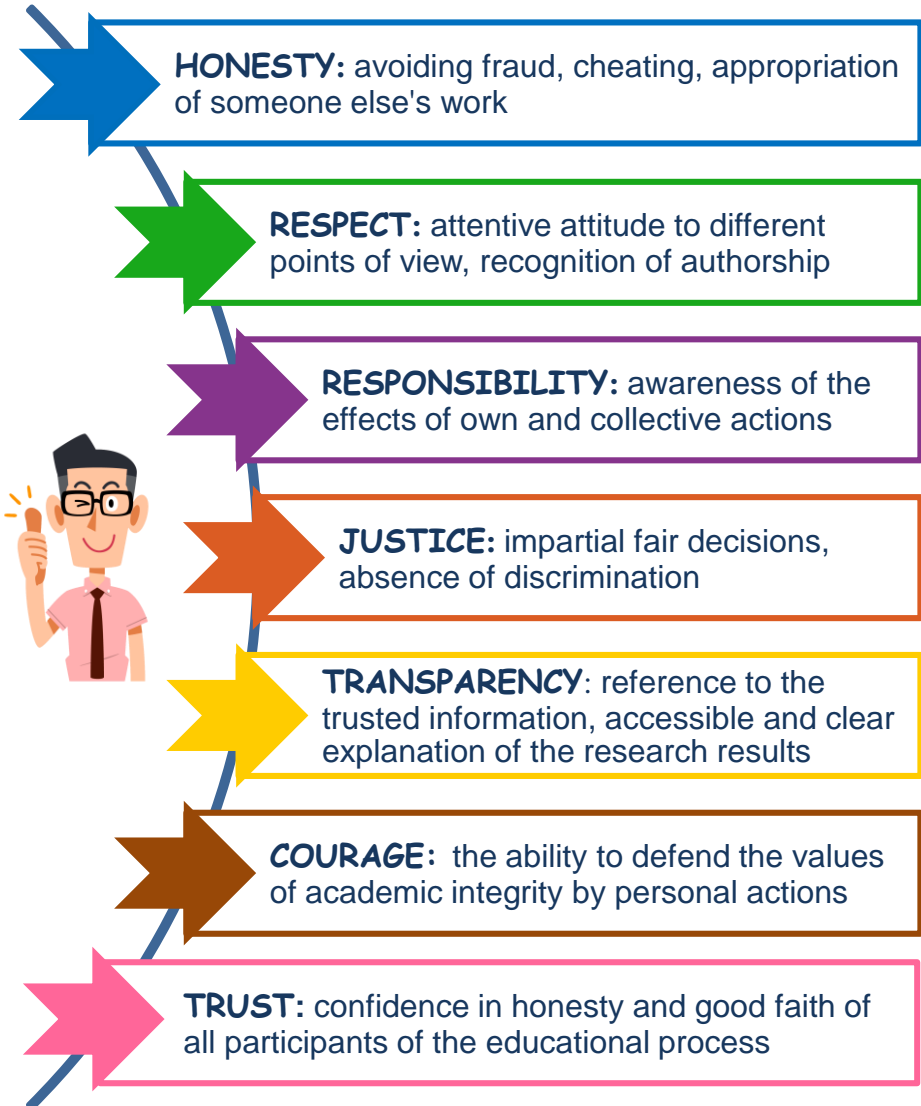 HONESTY: avoiding fraud, cheating, appropriation
of someone else's work
RESPECT: attentive attitude to different
points of view, recognition of authorship
RESPONSIBILITY: awareness of the
effects of own and collective actions
JUSTICE: impartial fair decisions,
absence of discrimination
TRANSPARENCY: reference to the
trusted information, accessible and clear
explanation of the research results
COURAGE: the ability to defend the values
of academic integrity by personal actions
TRUST: confidence in honesty and good faith of
all participants of the educational process